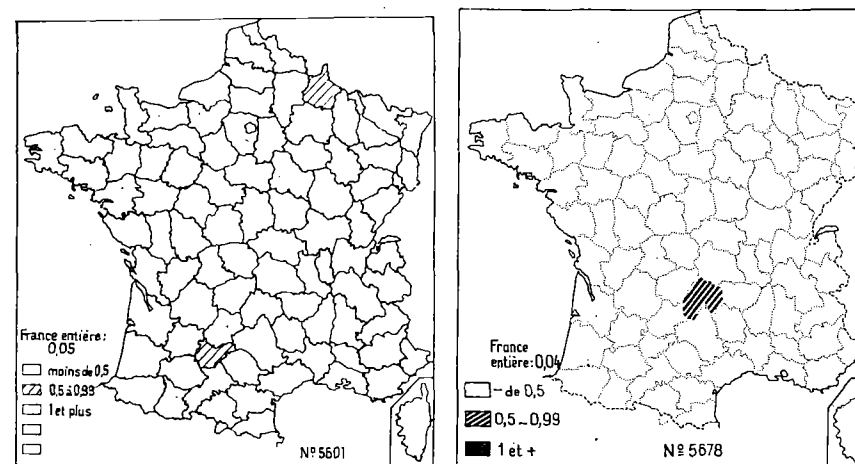 France entière :
0,05
moins de 0,5
0,5 à 0,99
1 et plus
Nº 5601
France
entière : 0,04
- de 0,5
0,5 - 0,99
1 et +
Nº 5678